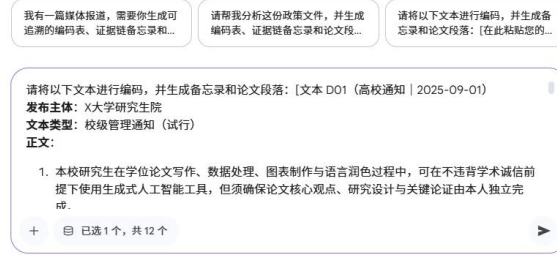 我有一篇媒体报道，需要你生成可
追溯的编码表、证据链备忘录和...
请帮我分析这份政策文件，并生成
编码表、证据链备忘录和论文段...
请将以下文本进行编码，并生成备
忘录和论文段落：[在此粘贴您的...
请将以下文本进行编码，并生成备忘录和论文段落：[文本 D01（高校通知｜2025-09-01）
发布主体：X大学研究生院
文本类型：校级管理通知（试行）
正文：
1. 本校研究生在学位论文写作、数据处理、图表制作与语言润色过程中，可在不违背学术诚信前
提下使用生成式人工智能工具，但须确保论文核心观点、研究设计与关键论证由本人独立完
成。
已选 1 个，共 12 个